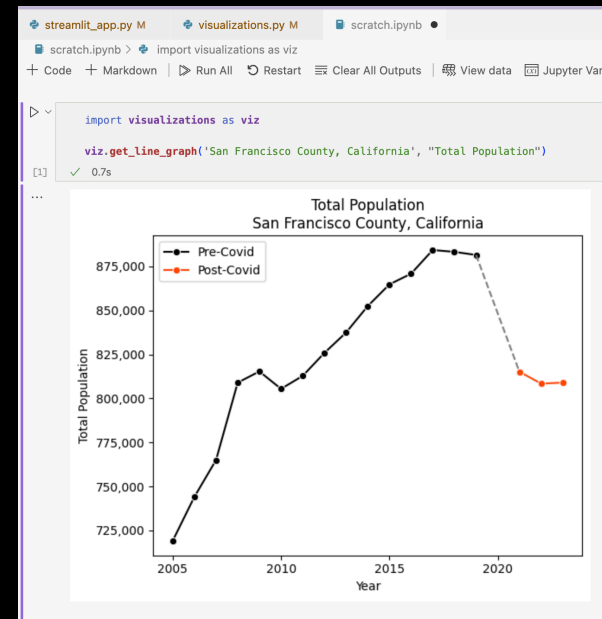 streamlit_app.py M visualizations.py M scratch.ipynb
scratch.ipynb > import visualizations as viz
+ Code + Markdown | Run All Restart Clear All Outputs | View data Jupyter Var
import visualizations as viz
viz.get_line_graph('San Francisco County, California', "Total Population")
[1] ✓ 0.7s
...
Total Population
San Francisco County, California
Pre-Covid
Post-Covid
875,000
850,000
825,000
800,000
775,000
750,000
725,000
Total Population
2005 2010 2015 2020
Year